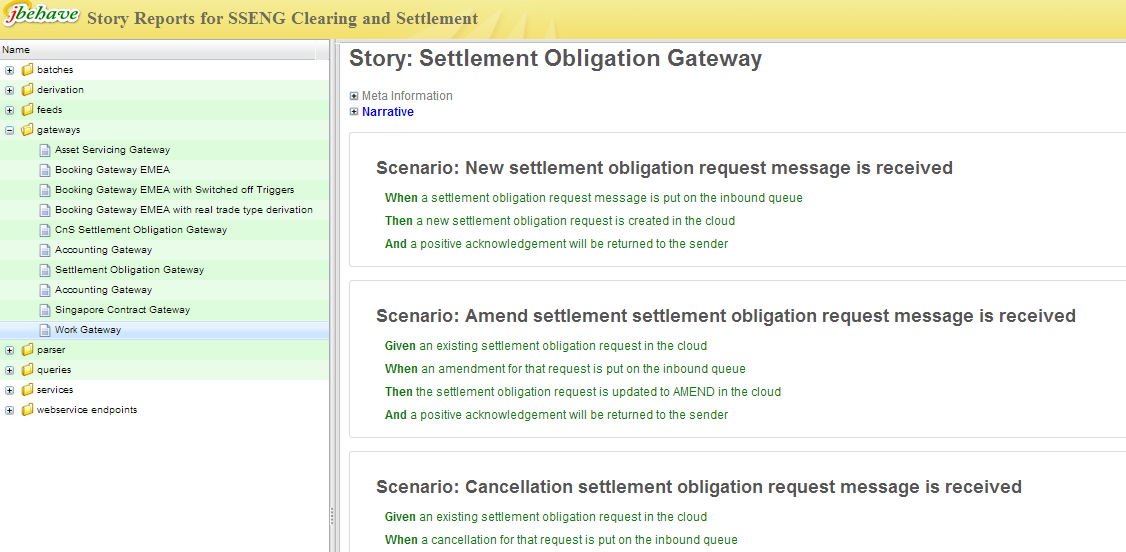 jbehave Story Reports for SSENG Clearing and Settlement
Name
batches
derivation
feeds
gateways
Asset Servicing Gateway
Booking Gateway EMEA
Booking Gateway EMEA with Switched off Triggers
Booking Gateway EMEA with real trade type derivation
CnS Settlement Obligation Gateway
Accounting Gateway
Settlement Obligation Gateway
Accounting Gateway
Singapore Contract Gateway
Work Gateway
parser
queries
services
webservice endpoints
Story: Settlement Obligation Gateway
Meta Information
Narrative
Scenario: New settlement obligation request message is received
When a settlement obligation request message is put on the inbound queue
Then a new settlement obligation request is created in the cloud
And a positive acknowledgement will be returned to the sender
Scenario: Amend settlement settlement obligation request message is received
Given an existing settlement obligation request in the cloud
When an amendment for that request is put on the inbound queue
Then the settlement obligation request is updated to AMEND in the cloud
And a positive acknowledgement will be returned to the sender
Scenario: Cancellation settlement obligation request message is received
Given an existing settlement obligation request in the cloud
When a cancellation for that request is put on the inbound queue